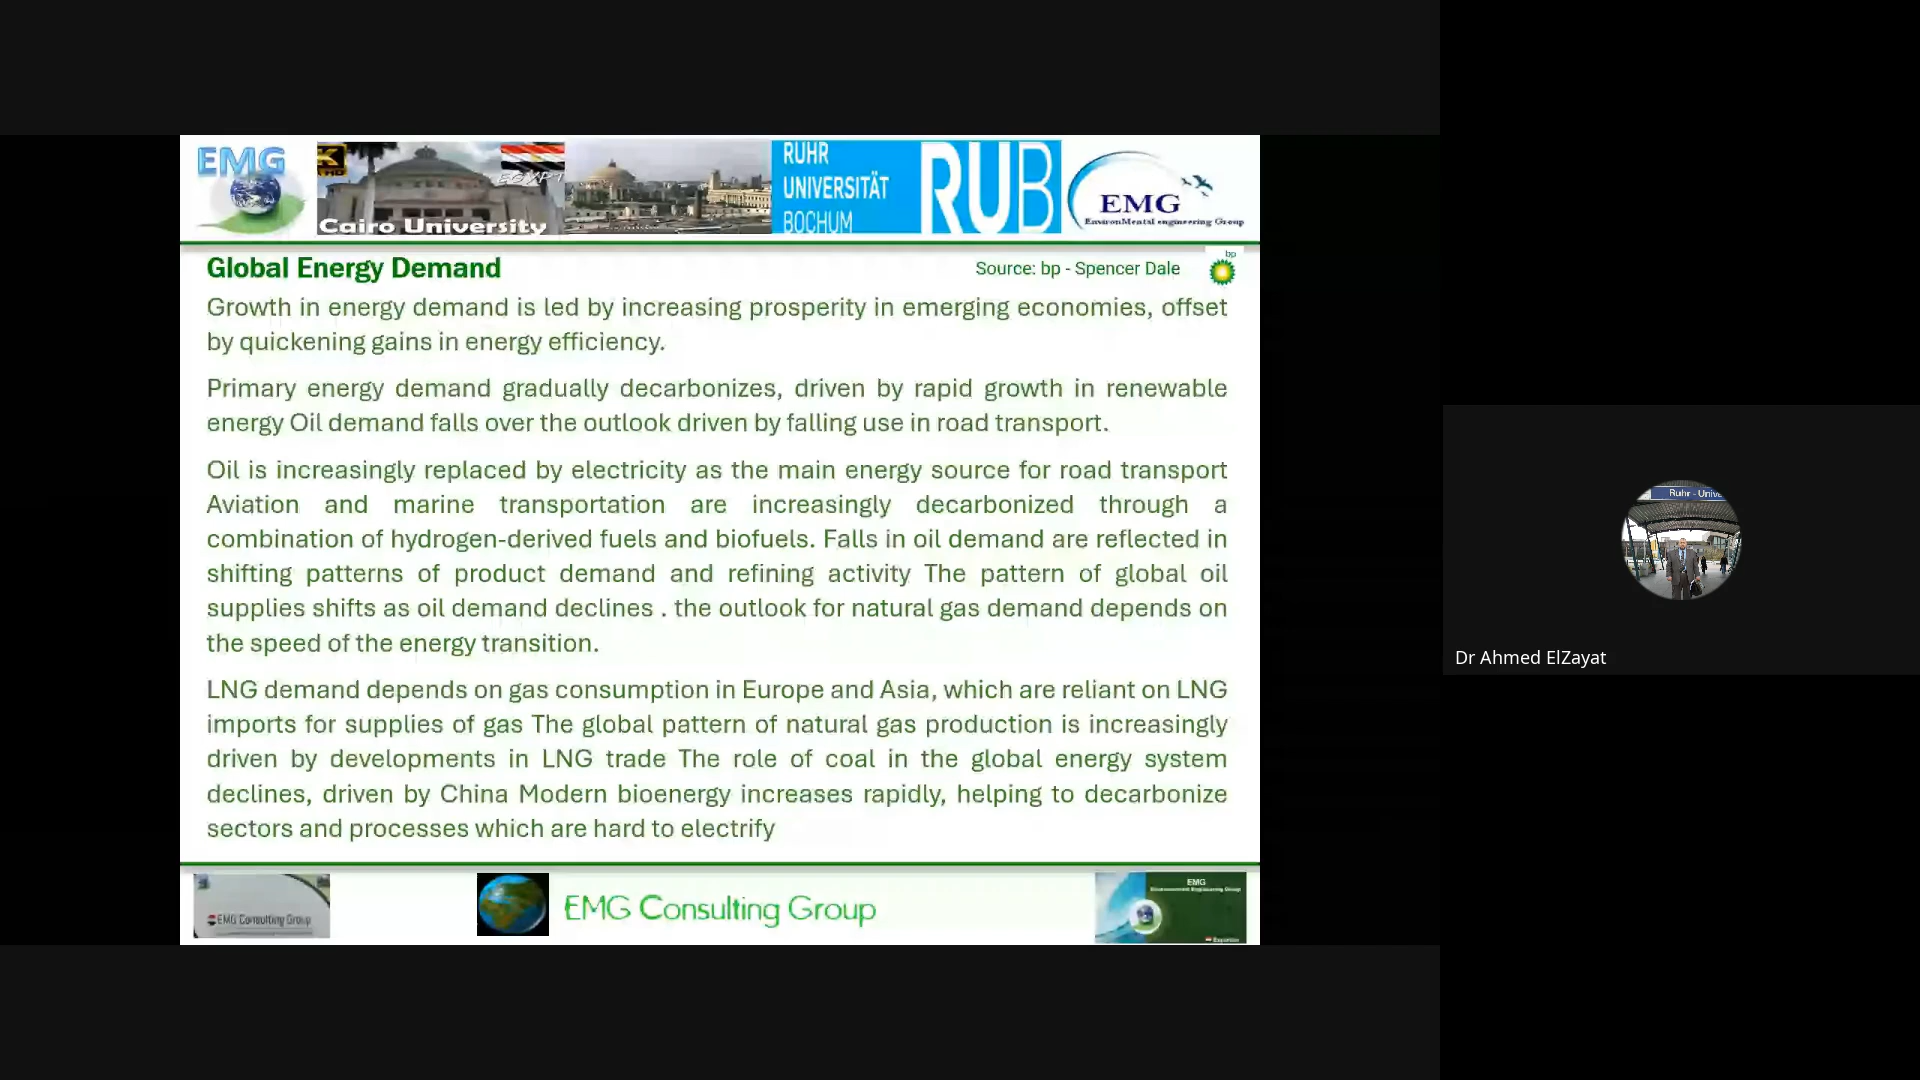 EMG
K
HD
EGYPT
Cairo University
RUHR
UNIVERSITÄT
BOCHUM
RUB
EMG
EnvironMental engineering Group
Global Energy Demand
Source: bp - Spencer Dale
bp
Growth in energy demand is led by increasing prosperity in emerging economies, offset
by quickening gains in energy efficiency.
Primary energy demand gradually decarbonizes, driven by rapid growth in renewable
energy Oil demand falls over the outlook driven by falling use in road transport.
Oil is increasingly replaced by electricity as the main energy source for road transport
Aviation and marine transportation are increasingly decarbonized through a
combination of hydrogen-derived fuels and biofuels. Falls in oil demand are reflected in
shifting patterns of product demand and refining activity The pattern of global oil
supplies shifts as oil demand declines . the outlook for natural gas demand depends on
the speed of the energy transition.
LNG demand depends on gas consumption in Europe and Asia, which are reliant on LNG
imports for supplies of gas The global pattern of natural gas production is increasingly
driven by developments in LNG trade The role of coal in the global energy system
declines, driven by China Modern bioenergy increases rapidly, helping to decarbonize
sectors and processes which are hard to electrify
EMG Consulting Group
EMG Consulting Group
EMG
Environment Engineering Group
Ruhr - Unive
Dr Ahmed ElZayat